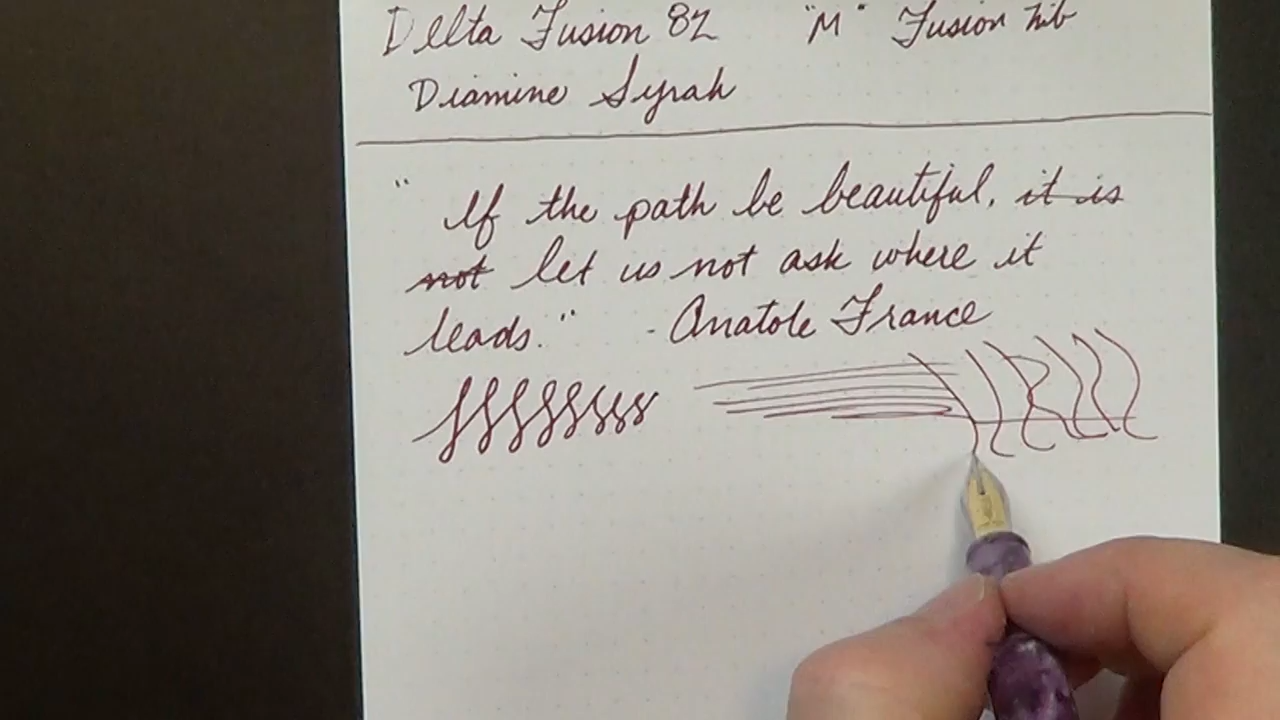 Delta Fusion 82 "M" Fusion nib
Diamine Syrah
"If the path be beautiful, it is
not let us not ask where it
leads." - Anatole France